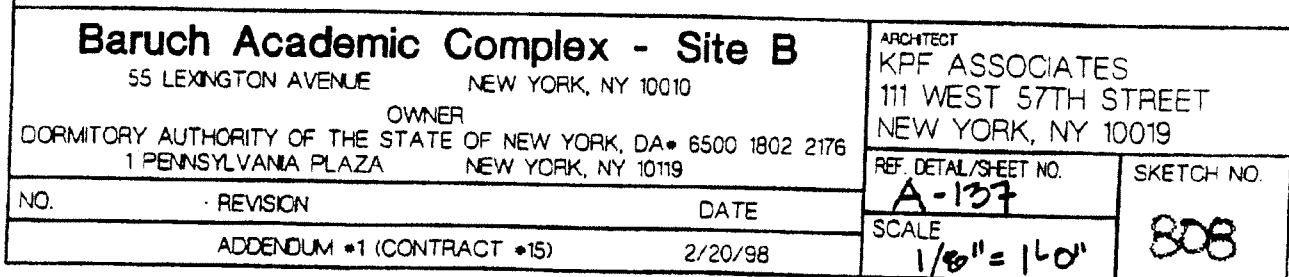 Baruch Academic Complex - Site B
55 LEXINGTON AVENUE NEW YORK, NY 10010
OWNER
DORMITORY AUTHORITY OF THE STATE OF NEW YORK, DA# 6500 1802 2176
1 PENNSYLVANIA PLAZA NEW YORK, NY 10119
NO. REVISION DATE
ADDENDUM #1 (CONTRACT #15) 2/20/98
ARCHITECT
KPF ASSOCIATES
111 WEST 57TH STREET
NEW YORK, NY 10019
REF. DETAIL/SHEET NO.
A-137
SCALE
1/8" = 1'-0"
SKETCH NO.
808